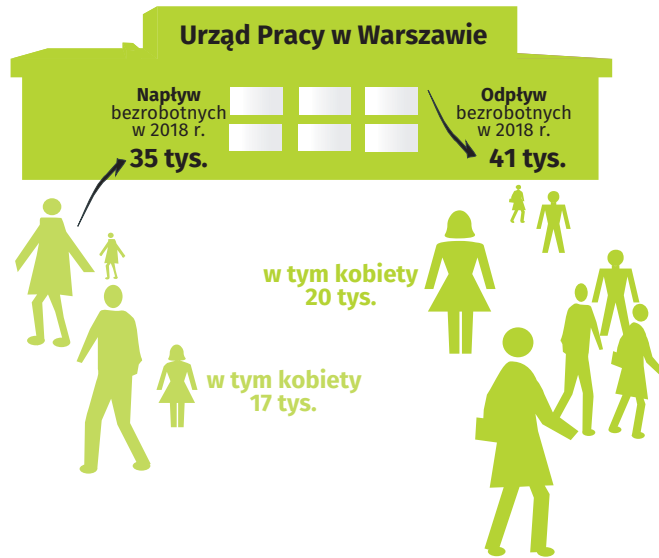 Urząd Pracy w Warszawie
Napływ
bezrobotnych
w 2018 r.
35 tys.
Odpływ
bezrobotnych
w 2018 r.
41 tys.
w tym kobiety
20 tys.
w tym kobiety
17 tys.